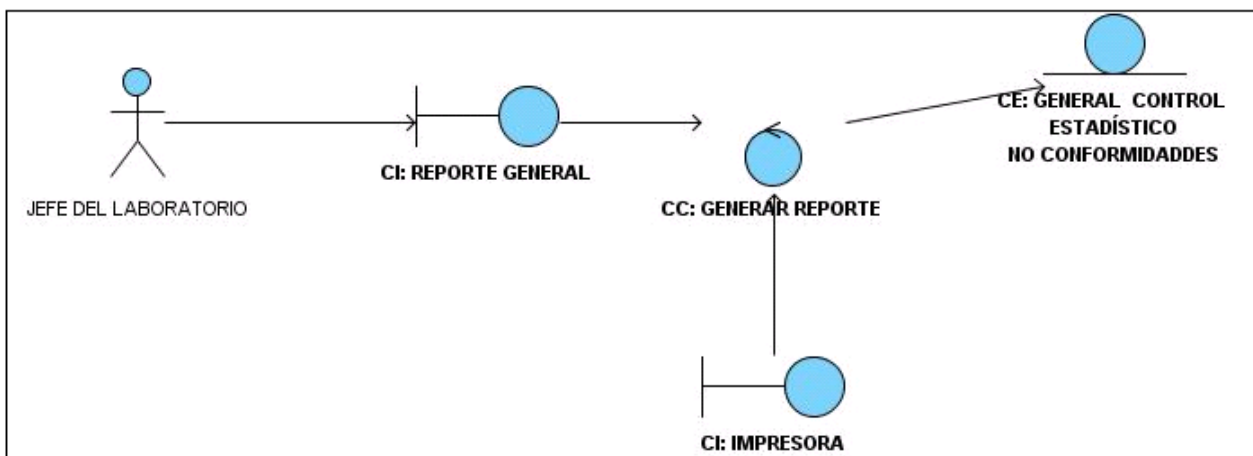 CE: GENERAL CONTROL
ESTADÍSTICO
NO CONFORMIDADDES
CI: REPORTE GENERAL
JEFE DEL LABORATORIO
CC: GENERAR REPORTE
CI: IMPRESORA